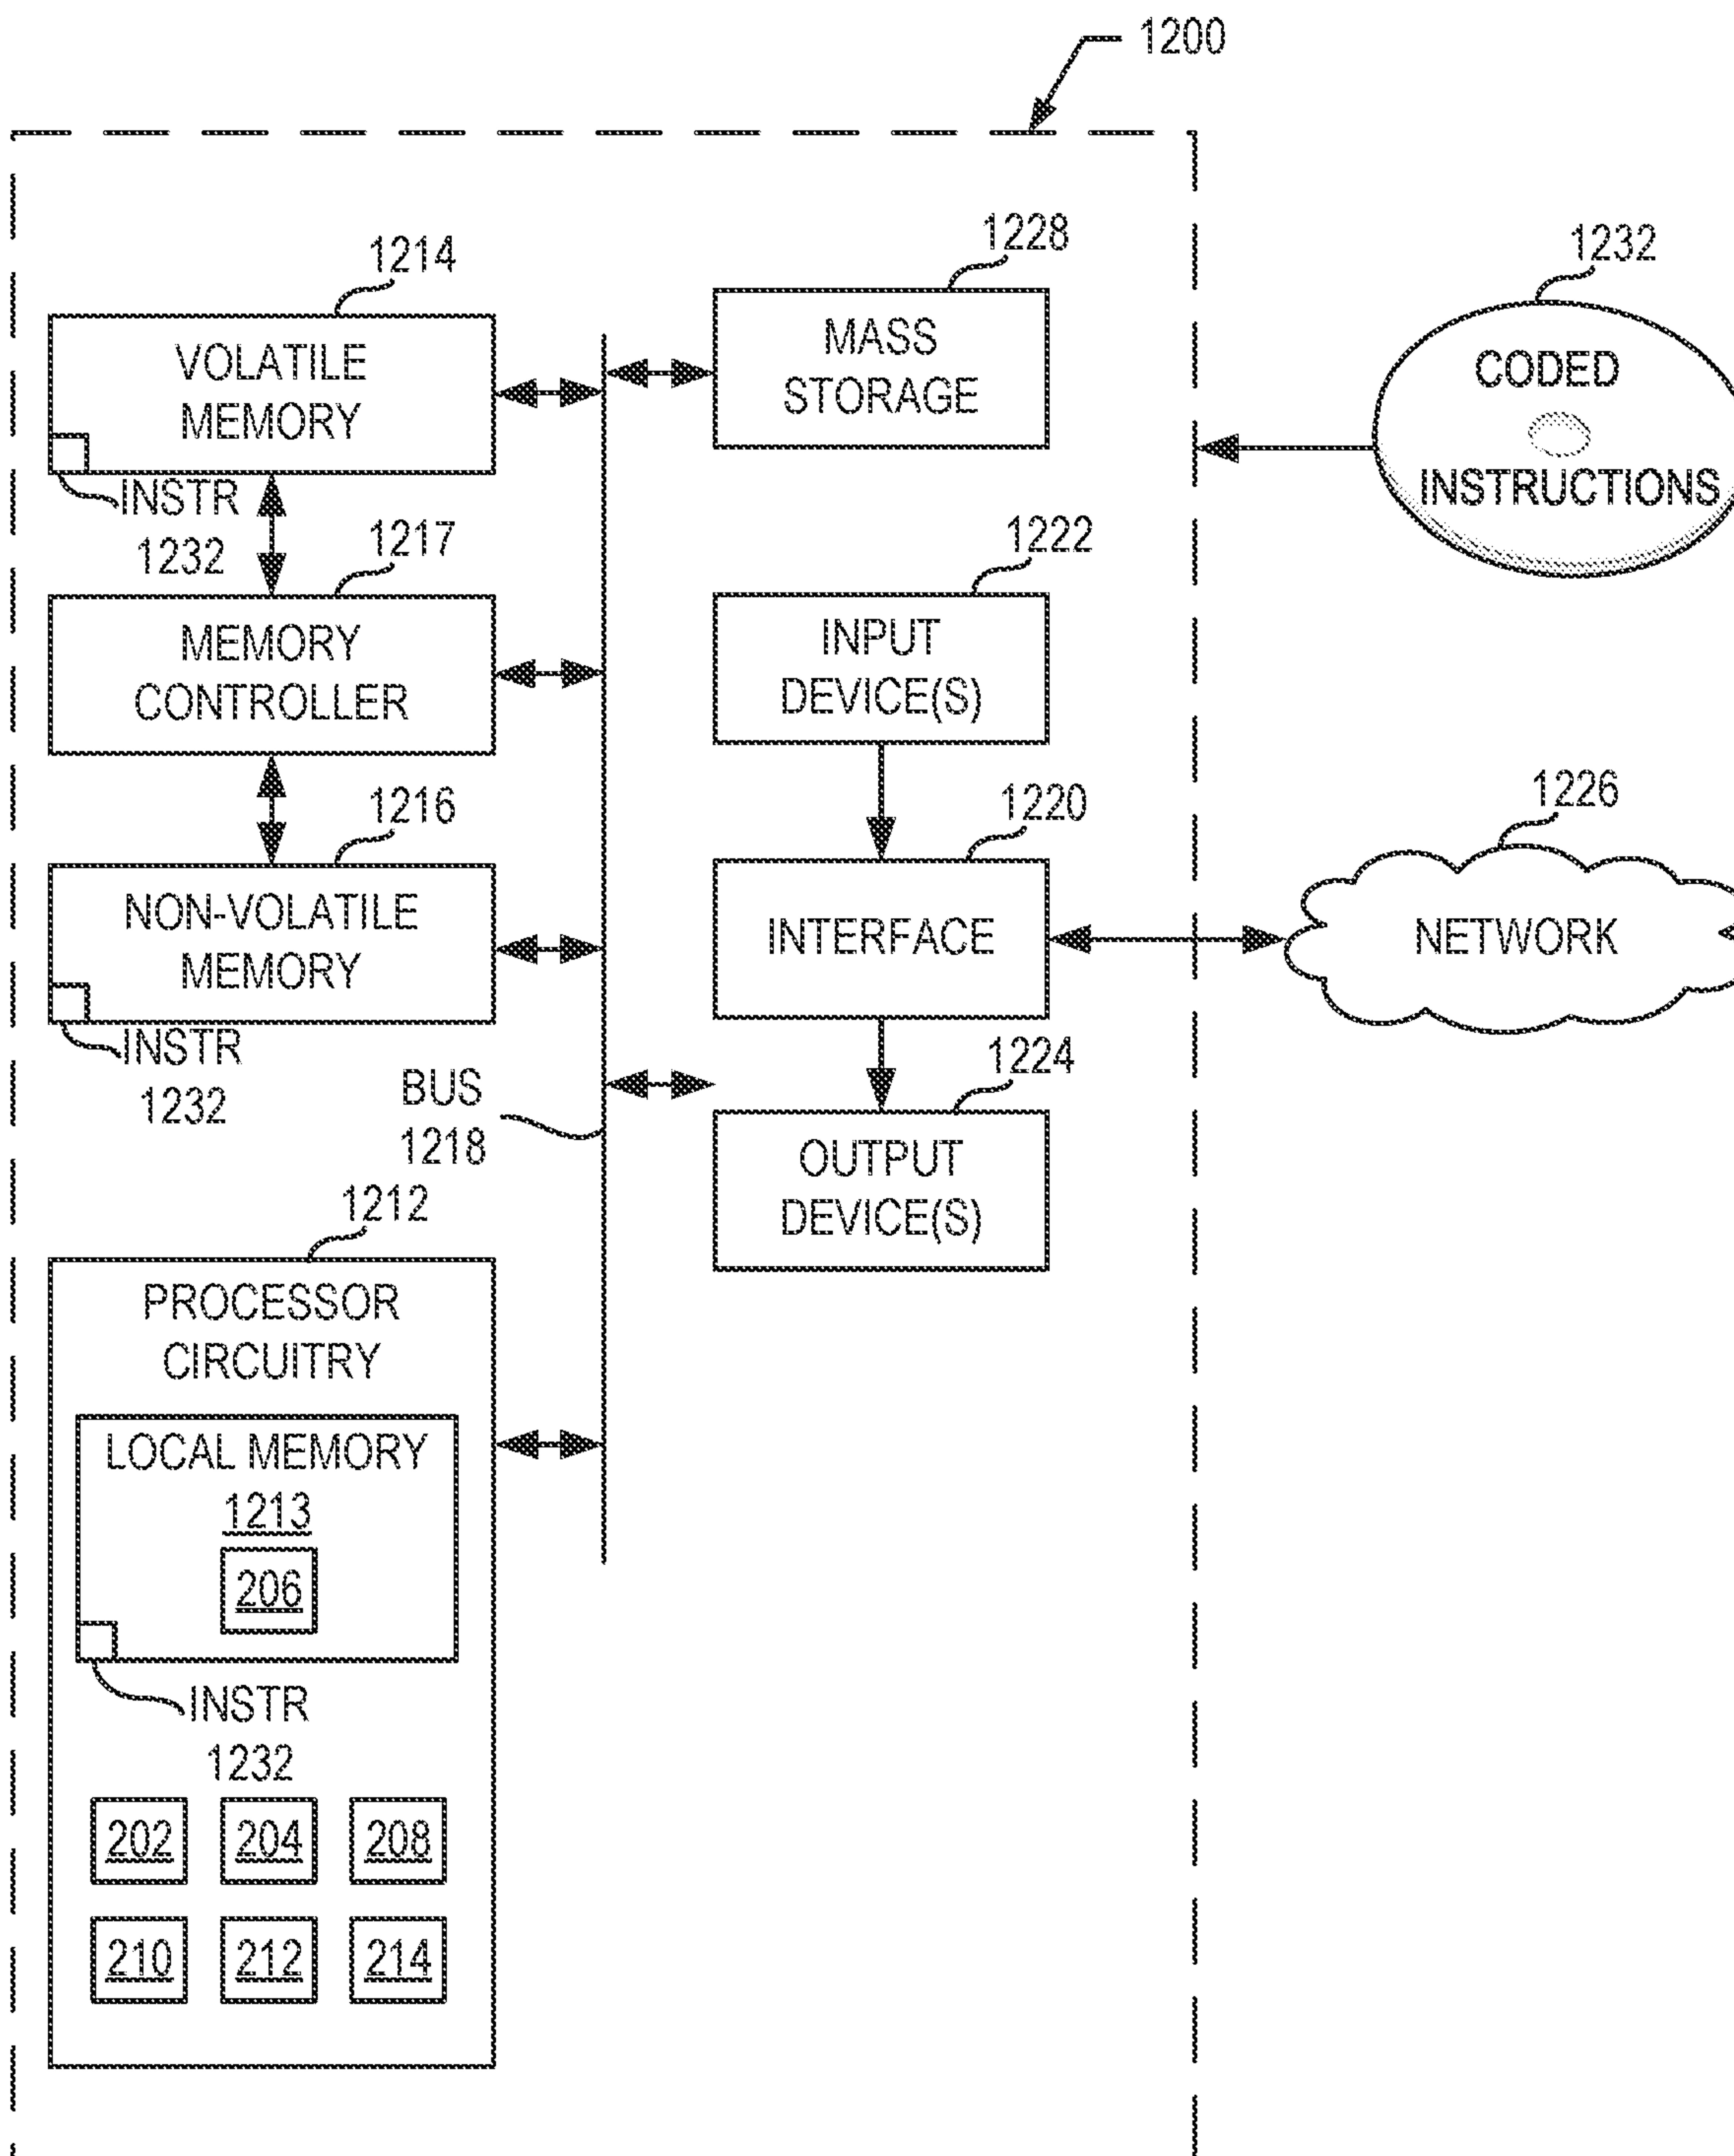 1200
1214
VOLATILE
MEMORY
INSTR
1232
1217
MEMORY
CONTROLLER
1216
NON-VOLATILE
MEMORY
INSTR
1232
BUS
1218
1212
PROCESSOR
CIRCUITRY
LOCAL MEMORY
1213
206
INSTR
1232
202 204 208
210 212 214
1228
MASS
STORAGE
1222
INPUT
DEVICE(S)
1220
INTERFACE
1224
OUTPUT
DEVICE(S)
1232
CODED
INSTRUCTIONS
1226
NETWORK